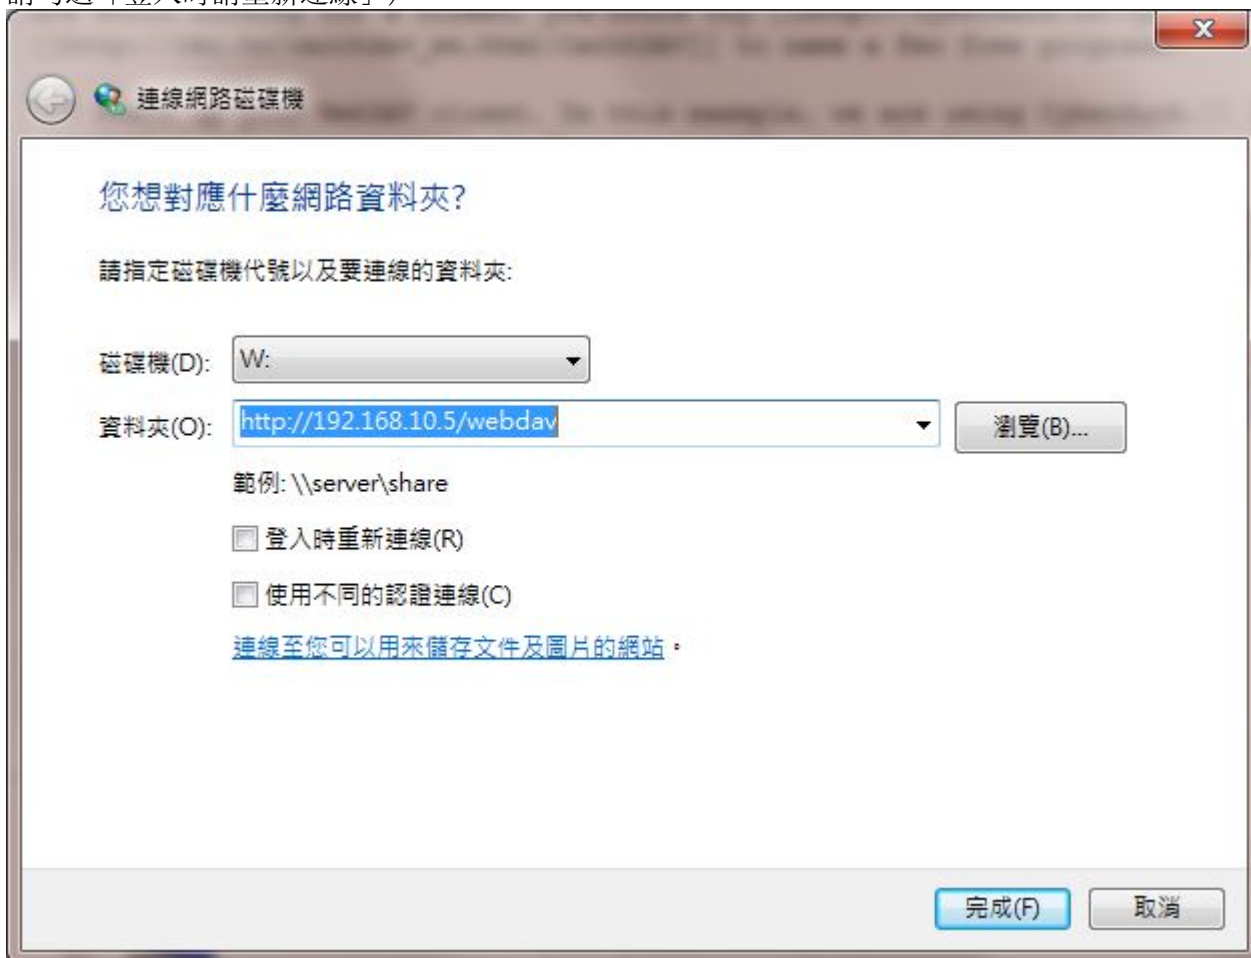 連線網路磁碟機
您想對應什麼網路資料夾?
請指定磁碟機代號以及要連線的資料夾:
磁碟機(D): W:
資料夾(O): http://192.168.10.5/webdav 瀏覽(B)...
範例: \\server\share
登入時重新連線(R)
使用不同的認證連線(C)
連線至您可以用來儲存文件及圖片的網站。
完成(F) 取消